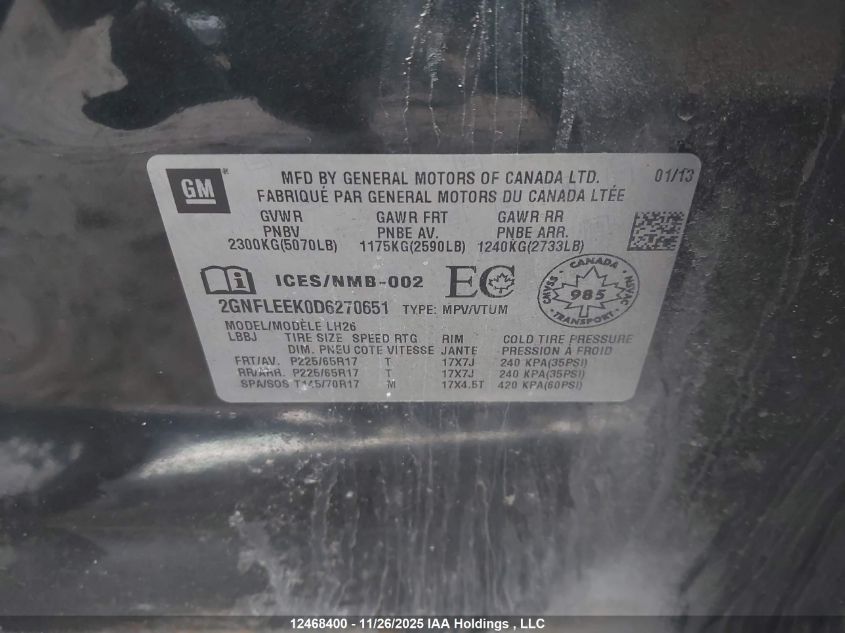 GM
MFD BY GENERAL MOTORS OF CANADA LTD. 01/13
FABRIQUÉ PAR GENERAL MOTORS DU CANADA LTÉE
GVWR GAWR FRT GAWR RR
PNBV PNBE AV. PNBE ARR.
2300KG(5070LB) 1175KG(2590LB) 1240KG(2733LB)
ICES/NMB-002 EC
CANADA
CMVSS NSVAC
985
TRANSPORT
2GNFLEEK0D6270651 TYPE: MPV/VTUM
MODEL/MODÈLE LH26
LBBJ TIRE SIZE SPEED RTG RIM COLD TIRE PRESSURE
DIM. PNEU COTE VITESSE JANTE PRESSION A FROID
FRT/AV. P225/65R17 T 17X7J 240 KPA(35PSI)
RR/ARR. P225/65R17 T 17X7J 240 KPA(35PSI)
SPA/SOS T145/70R17 M 17X4.5T 420 KPA(60PSI)
12468400 - 11/26/2025 IAA Holdings , LLC